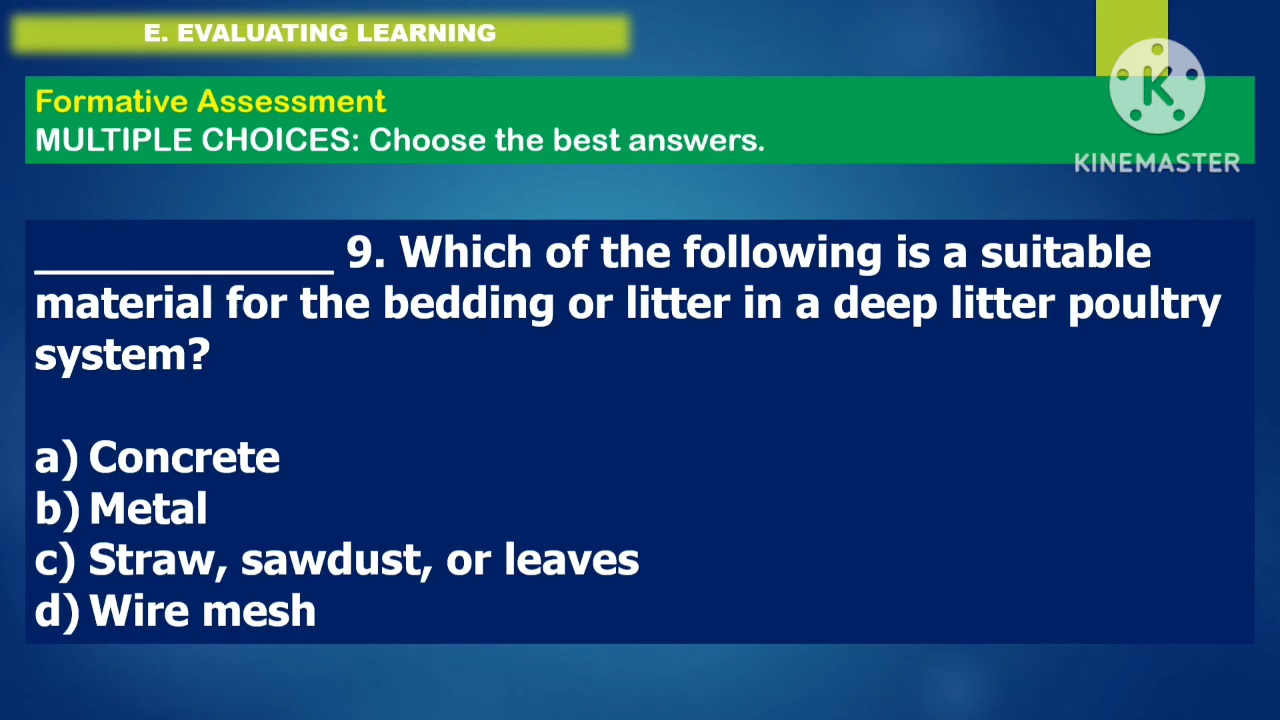 E. EVALUATING LEARNING
Formative Assessment
MULTIPLE CHOICES: Choose the best answers.
K
KINEMASTER
______________ 9. Which of the following is a suitable
material for the bedding or litter in a deep litter poultry
system?
a) Concrete
b) Metal
c) Straw, sawdust, or leaves
d) Wire mesh